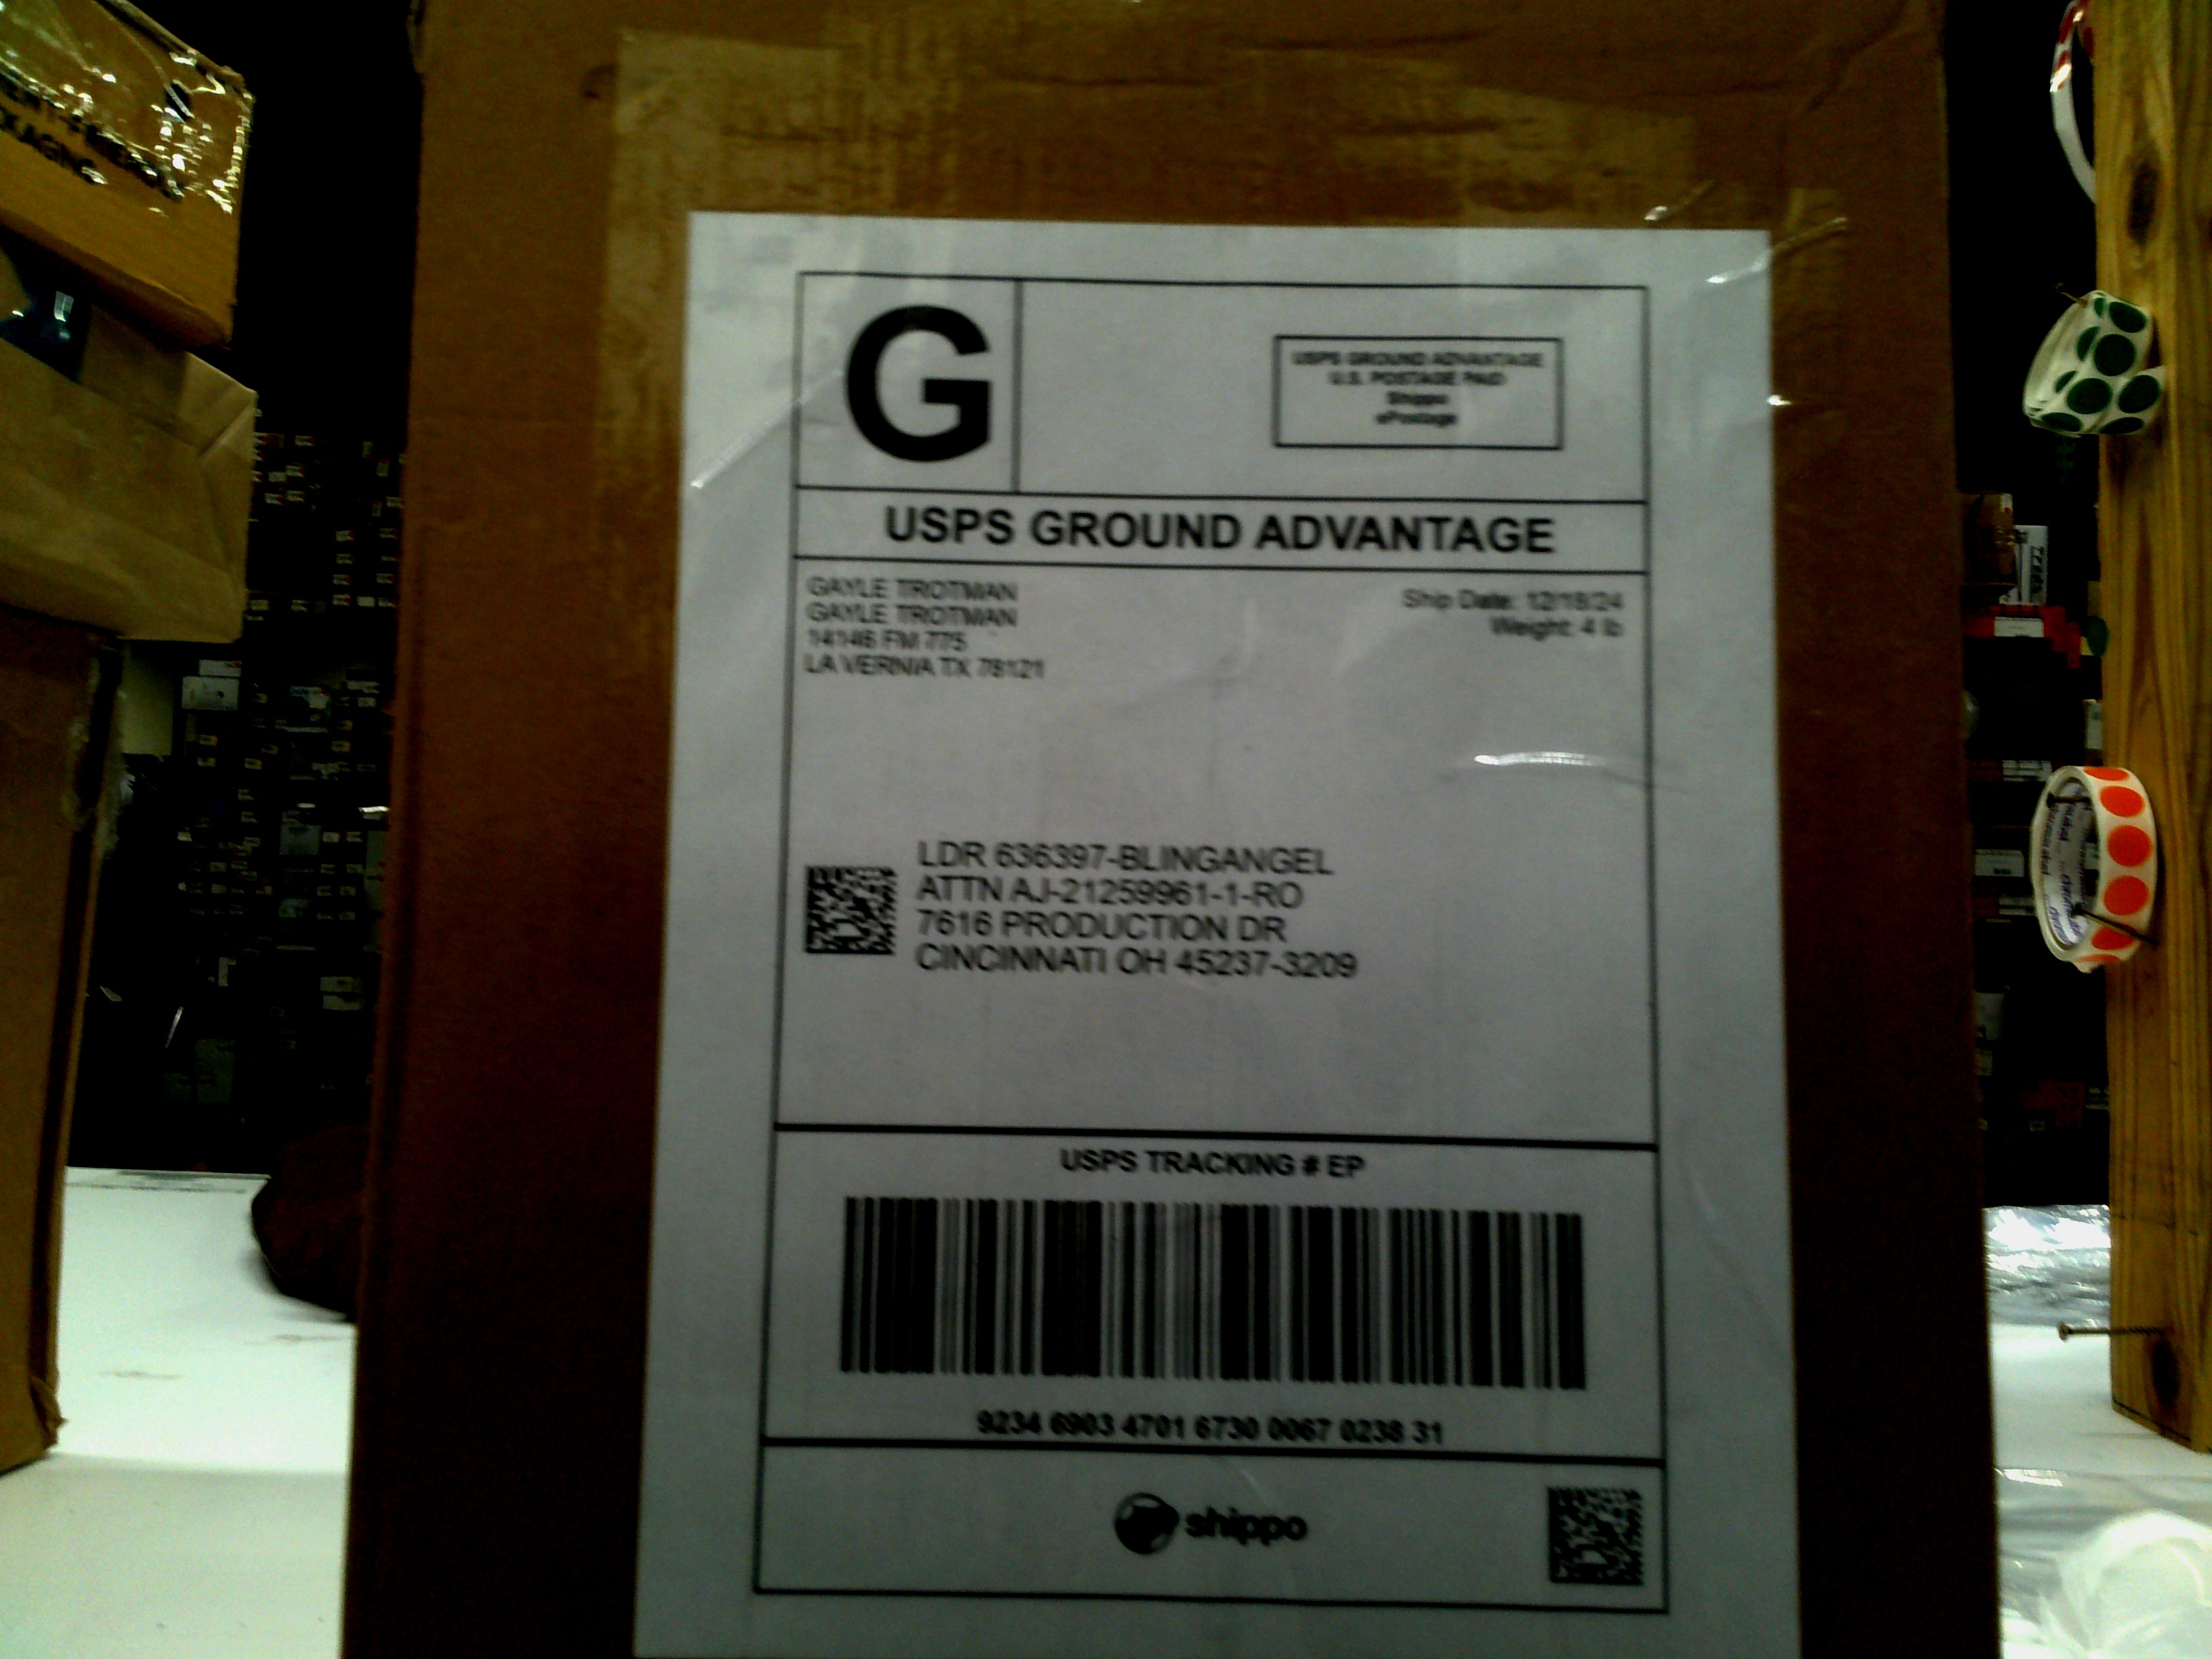 G
USPS GROUND ADVANTAGE
U.S. POSTAGE PAID
Shippo
ePostage
USPS GROUND ADVANTAGE
GAYLE TROTMAN
GAYLE TROTMAN
14146 FM 775
LA VERNIA TX 78121
Ship Date: 12/18/24
Weight: 4 lb
LDR 636397-BLINGANGEL
ATTN AJ-21259961-1-RO
7616 PRODUCTION DR
CINCINNATI OH 45237-3209
USPS TRACKING # EP
9234 6903 4701 6730 0067 0238 31
shippo